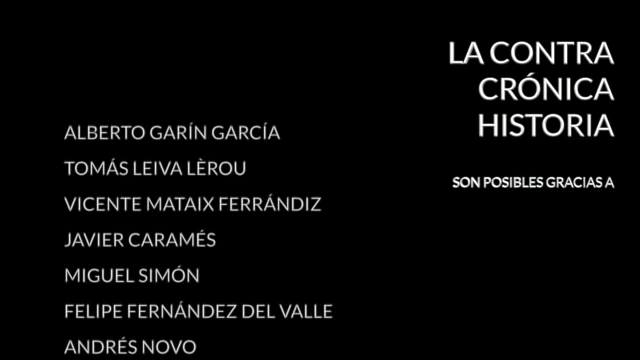 LA CONTRA
CRÓNICA
HISTORIA
SON POSIBLES GRACIAS A
ALBERTO GARÍN GARCÍA
TOMÁS LEIVA LÈROU
VICENTE MATAIX FERRÁNDIZ
JAVIER CARAMÉS
MIGUEL SIMÓN
FELIPE FERNÁNDEZ DEL VALLE
ANDRÉS NOVO